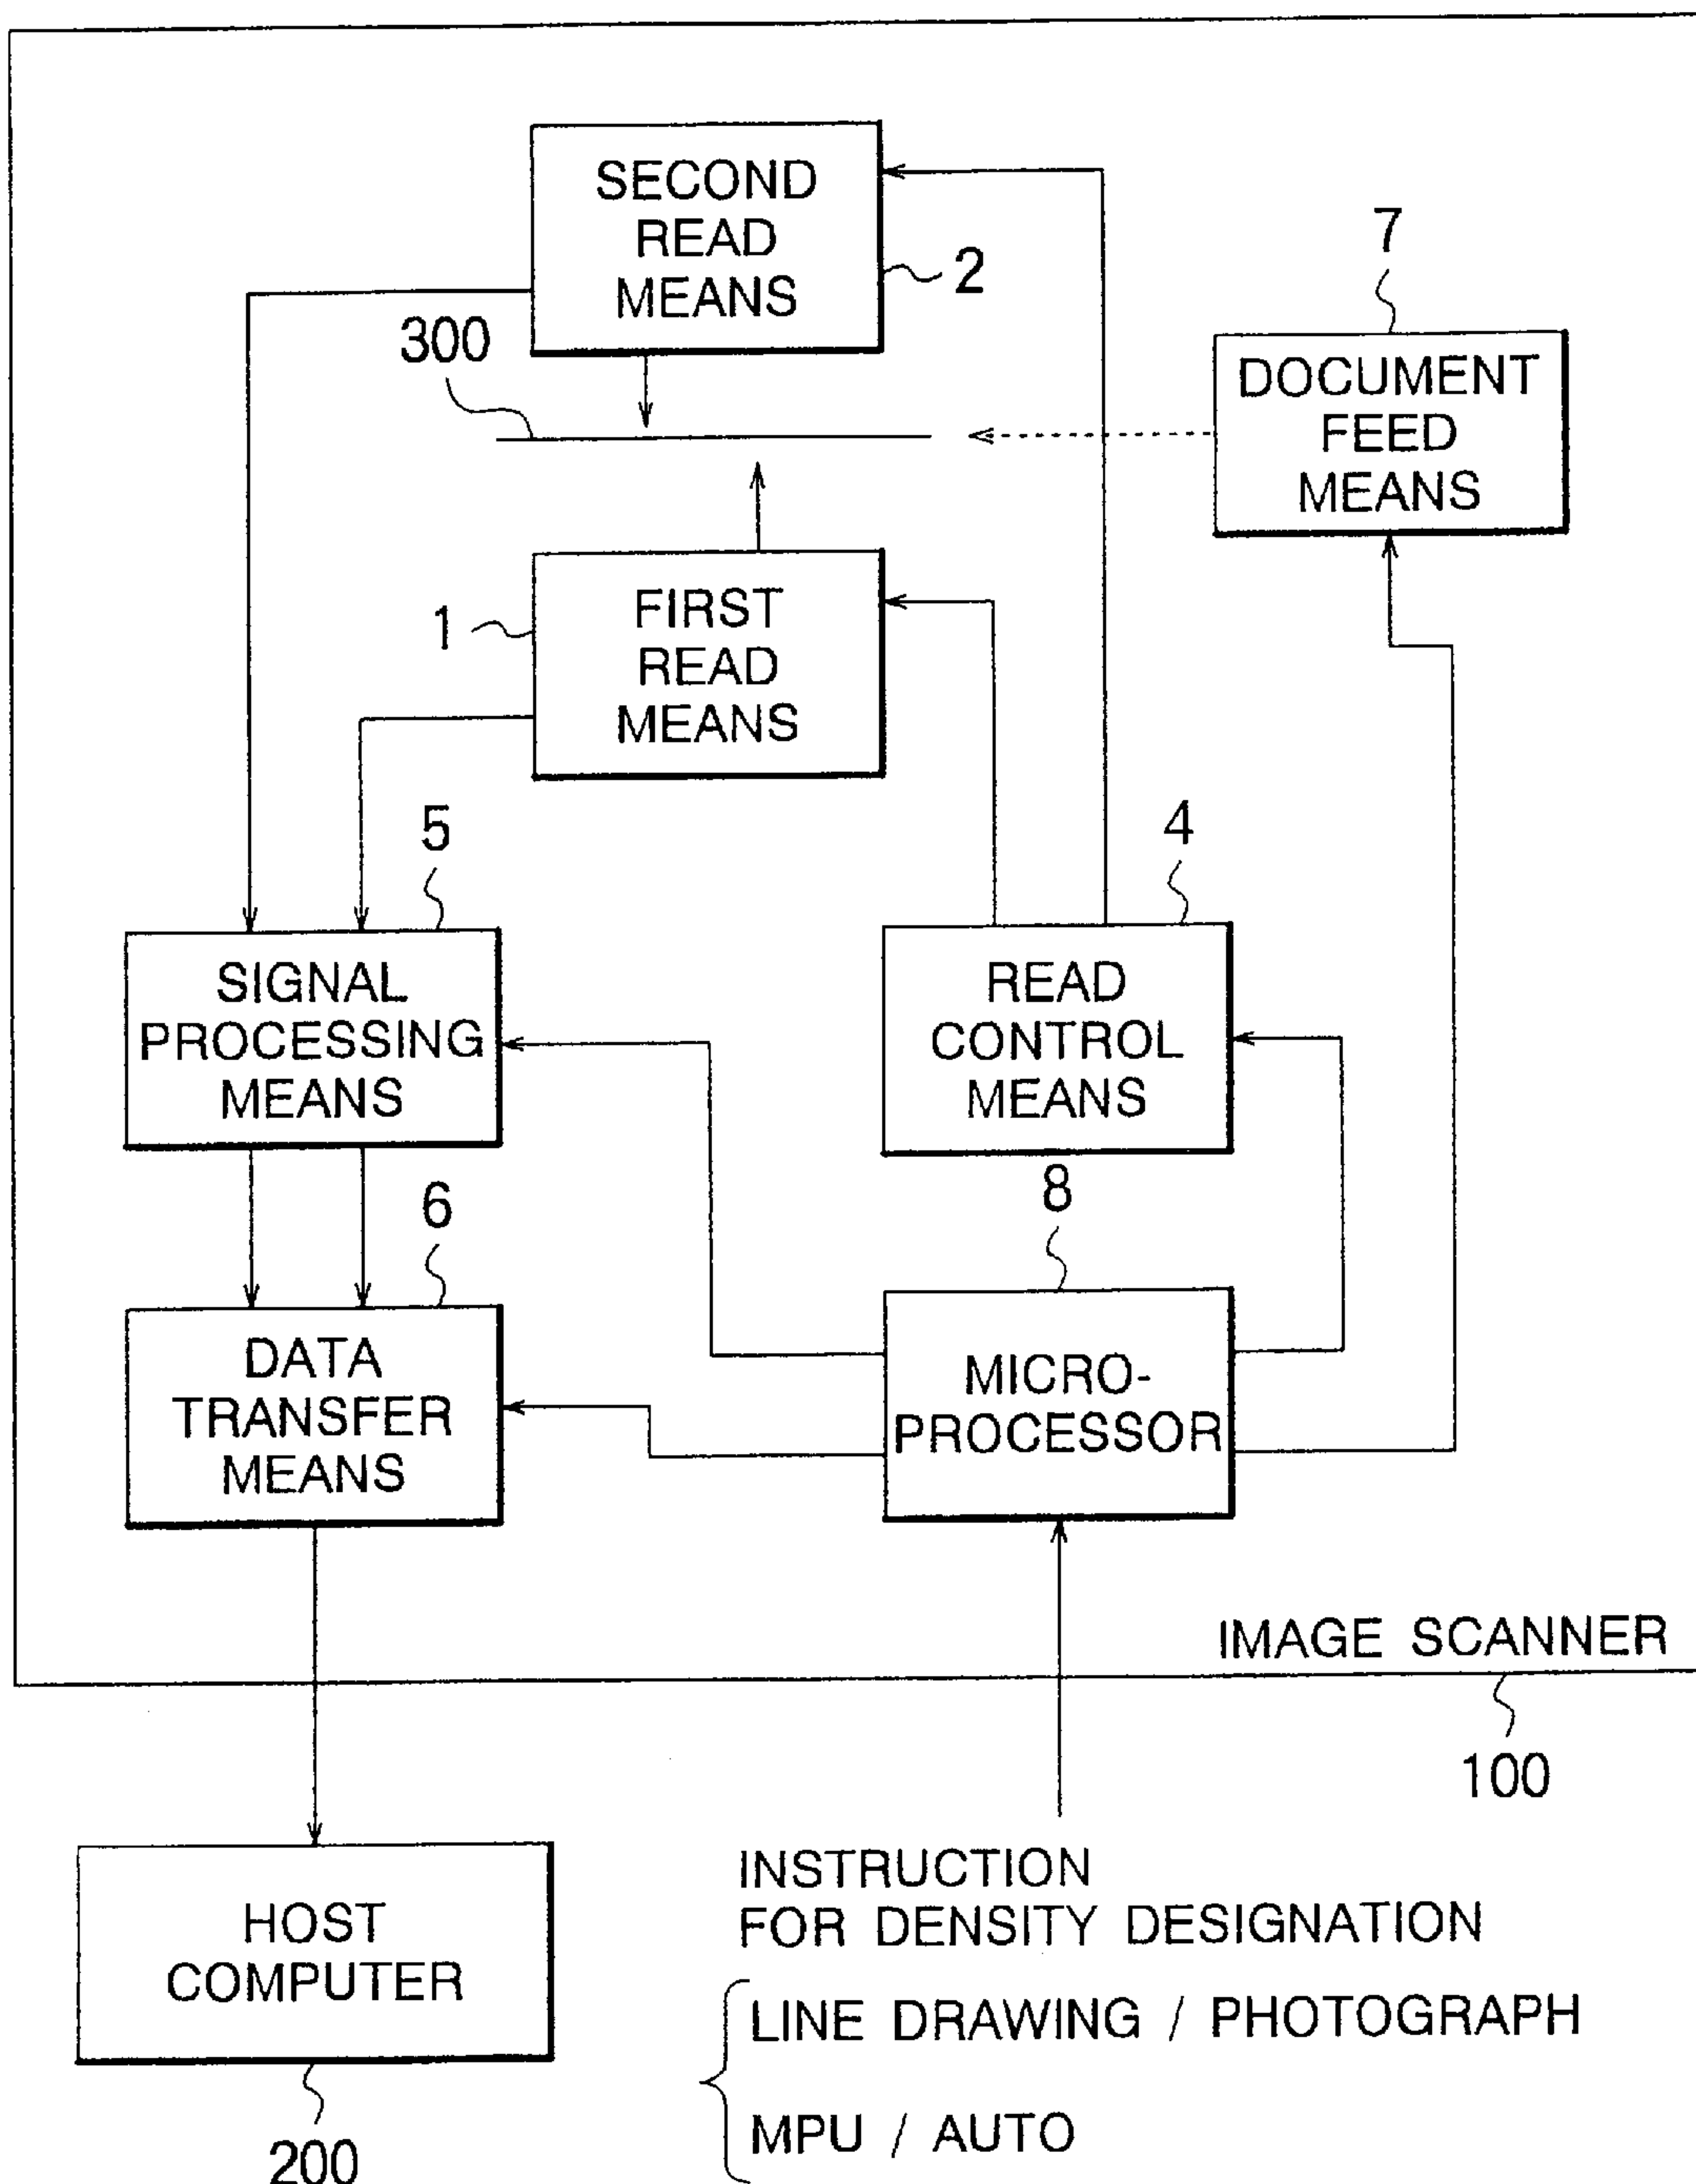 SECOND
READ
MEANS
2
7
300
DOCUMENT
FEED
MEANS
1
FIRST
READ
MEANS
5
4
SIGNAL
PROCESSING
MEANS
READ
CONTROL
MEANS
6
8
DATA
TRANSFER
MEANS
MICRO-
PROCESSOR
IMAGE SCANNER
100
HOST
COMPUTER
200
INSTRUCTION
FOR DENSITY DESIGNATION
LINE DRAWING / PHOTOGRAPH
MPU / AUTO